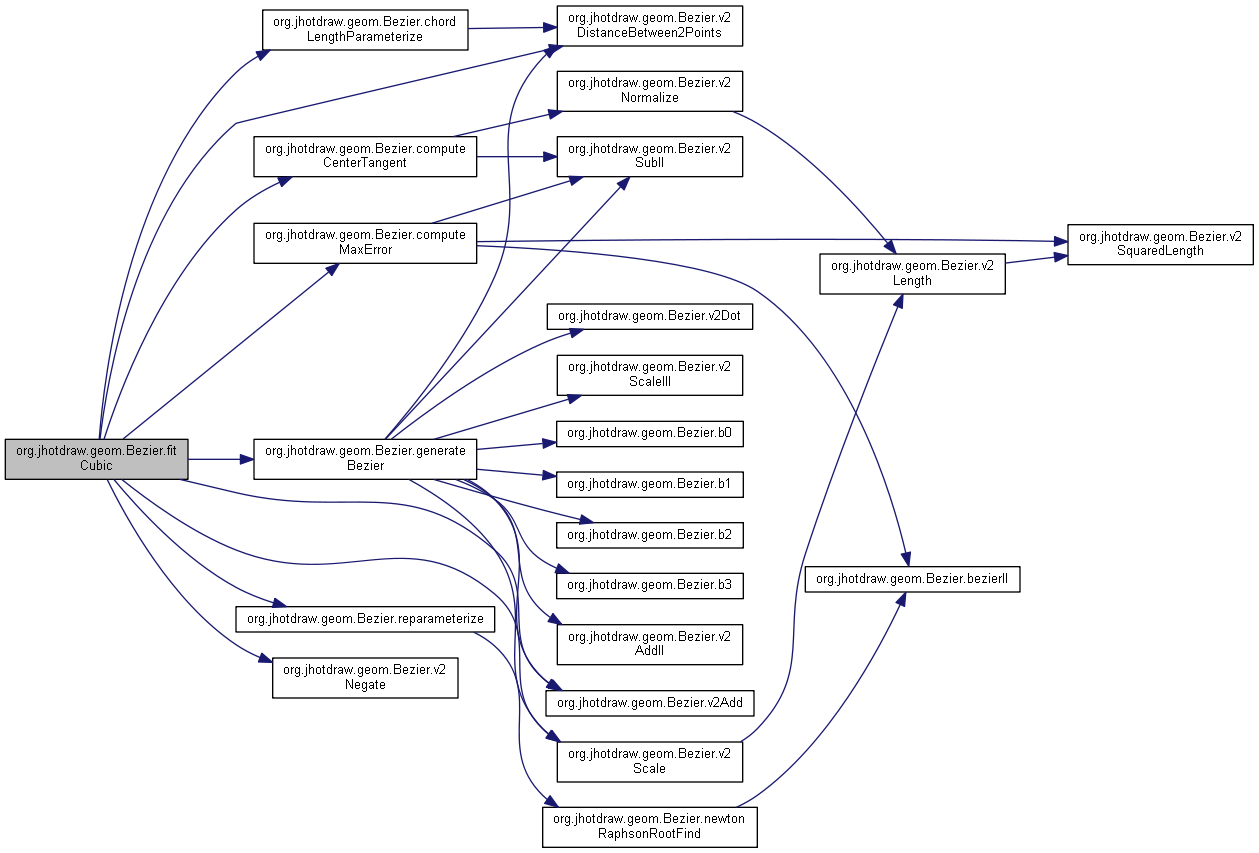 org.jhotdraw.geom.Bezier.chord
LengthParameterize
org.jhotdraw.geom.Bezier.v2
DistanceBetween2Points
org.jhotdraw.geom.Bezier.v2
Normalize
org.jhotdraw.geom.Bezier.compute
CenterTangent
org.jhotdraw.geom.Bezier.v2
SubII
org.jhotdraw.geom.Bezier.compute
MaxError
org.jhotdraw.geom.Bezier.v2
SquaredLength
org.jhotdraw.geom.Bezier.v2
Length
org.jhotdraw.geom.Bezier.v2Dot
org.jhotdraw.geom.Bezier.v2
ScaleIII
org.jhotdraw.geom.Bezier.b0
org.jhotdraw.geom.Bezier.fit
Cubic
org.jhotdraw.geom.Bezier.generate
Bezier
org.jhotdraw.geom.Bezier.b1
org.jhotdraw.geom.Bezier.b2
org.jhotdraw.geom.Bezier.b3
org.jhotdraw.geom.Bezier.bezierII
org.jhotdraw.geom.Bezier.reparameterize
org.jhotdraw.geom.Bezier.v2
AddII
org.jhotdraw.geom.Bezier.v2
Negate
org.jhotdraw.geom.Bezier.v2Add
org.jhotdraw.geom.Bezier.v2
Scale
org.jhotdraw.geom.Bezier.newton
RaphsonRootFind